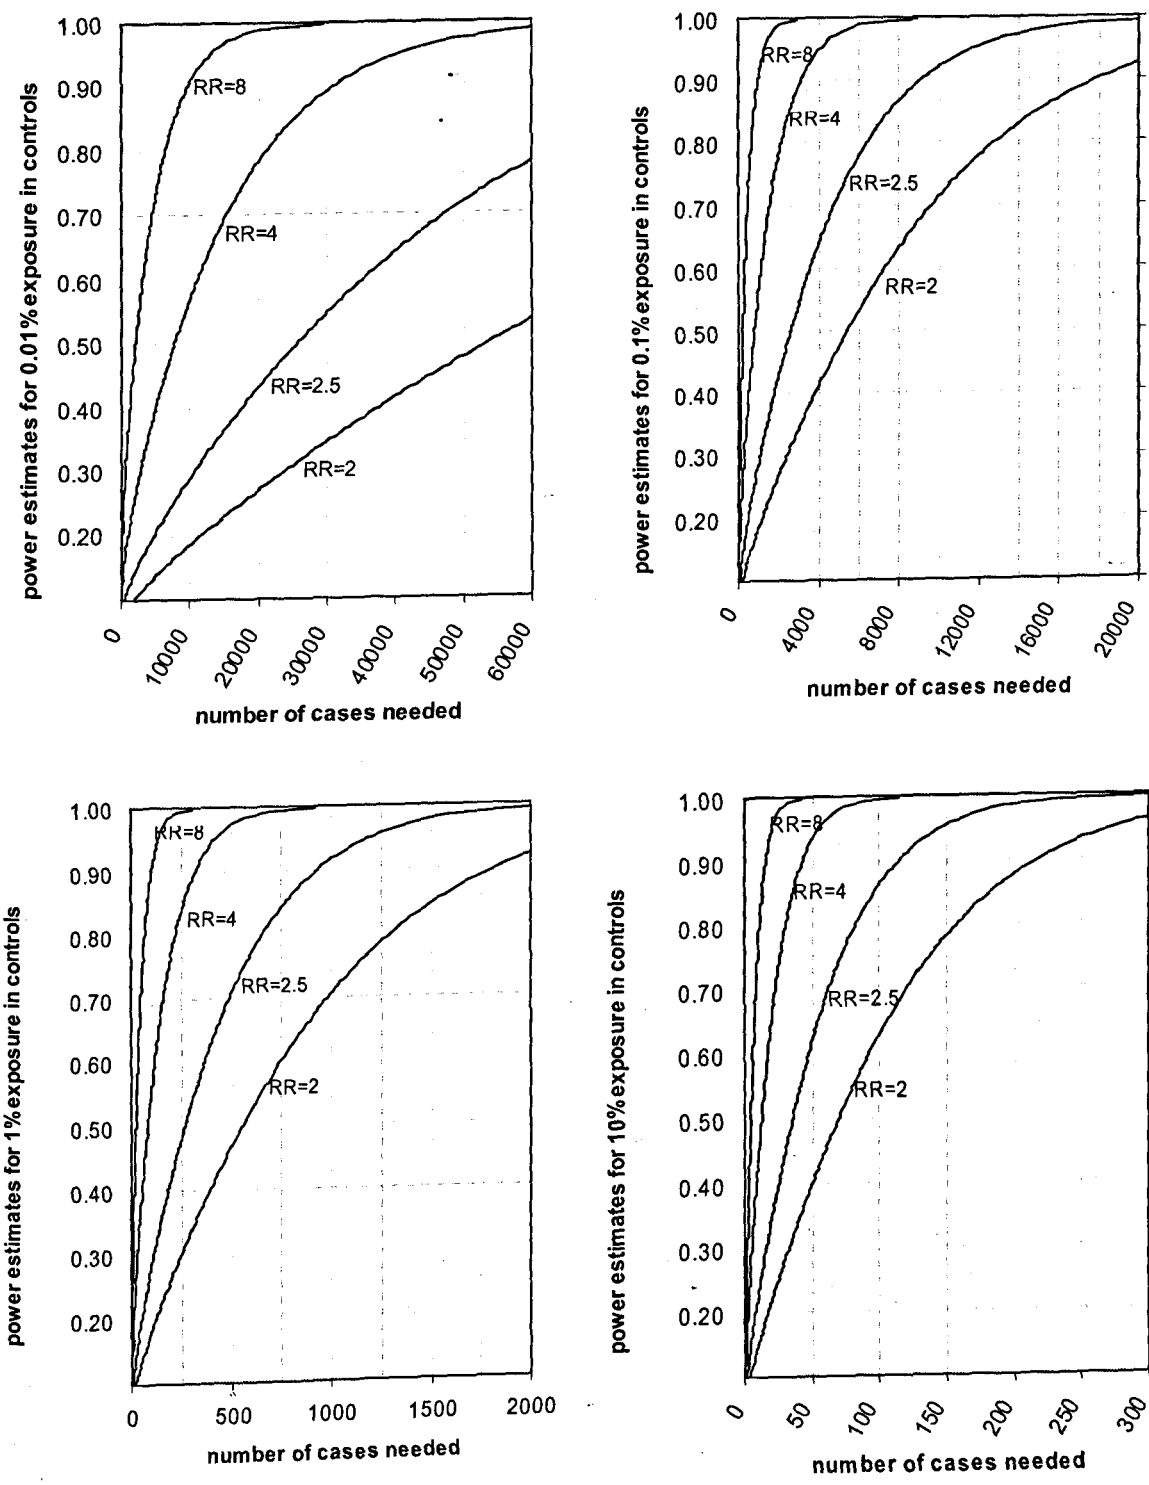 power estimates for 0.01% exposure in controls
1.00
0.90
0.80
0.70
0.60
0.50
0.40
0.30
0.20
RR=8
RR=4
RR=2.5
RR=2
0
10000
20000
30000
40000
50000
60000
number of cases needed
power estimates for 0.1% exposure in controls
1.00
0.90
0.80
0.70
0.60
0.50
0.40
0.30
0.20
RR=8
RR=4
RR=2.5
RR=2
0
4000
8000
12000
16000
20000
number of cases needed
power estimates for 1% exposure in controls
1.00
0.90
0.80
0.70
0.60
0.50
0.40
0.30
0.20
RR=8
RR=4
RR=2.5
RR=2
0
500
1000
1500
2000
number of cases needed
power estimates for 10% exposure in controls
1.00
0.90
0.80
0.70
0.60
0.50
0.40
0.30
0.20
RR=8
RR=4
RR=2.5
RR=2
0
50
100
150
200
250
300
number of cases needed